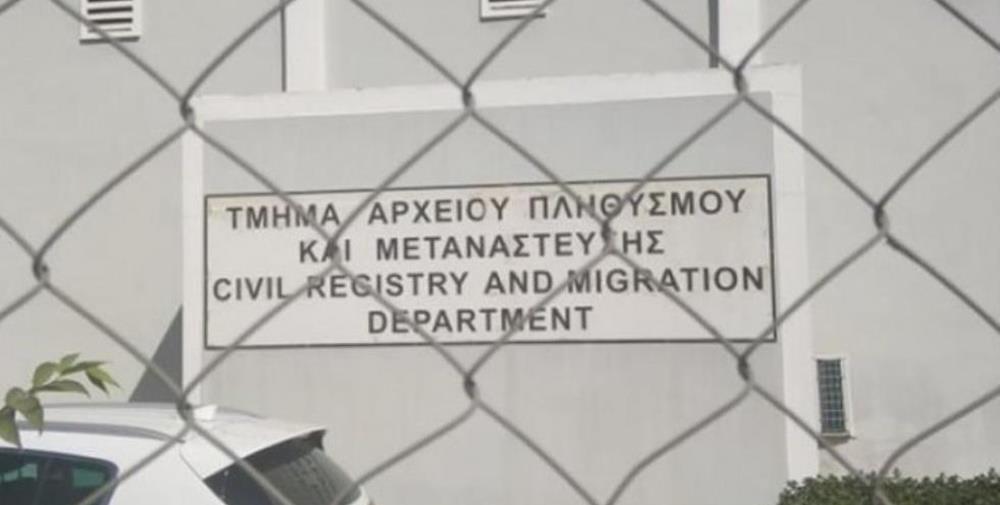 ΤΜΗΜΑ ΑΡΧΕΙΟΥ ΠΛΗΘΥΣΜΟΥ
ΚΑΙ ΜΕΤΑΝΑΣΤΕΥΣΗΣ
CIVIL REGISTRY AND MIGRATION
DEPARTMENT